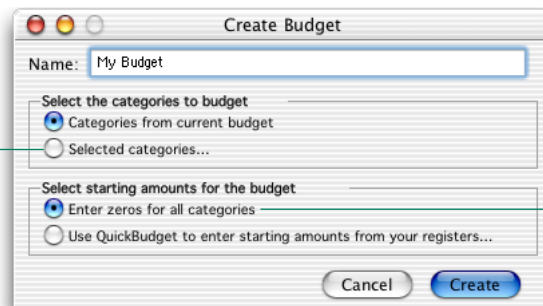 Create Budget
Name: My Budget
Select the categories to budget
Categories from current budget
Selected categories...
Select starting amounts for the budget
Enter zeros for all categories
Use QuickBudget to enter starting amounts from your registers...
Cancel Create